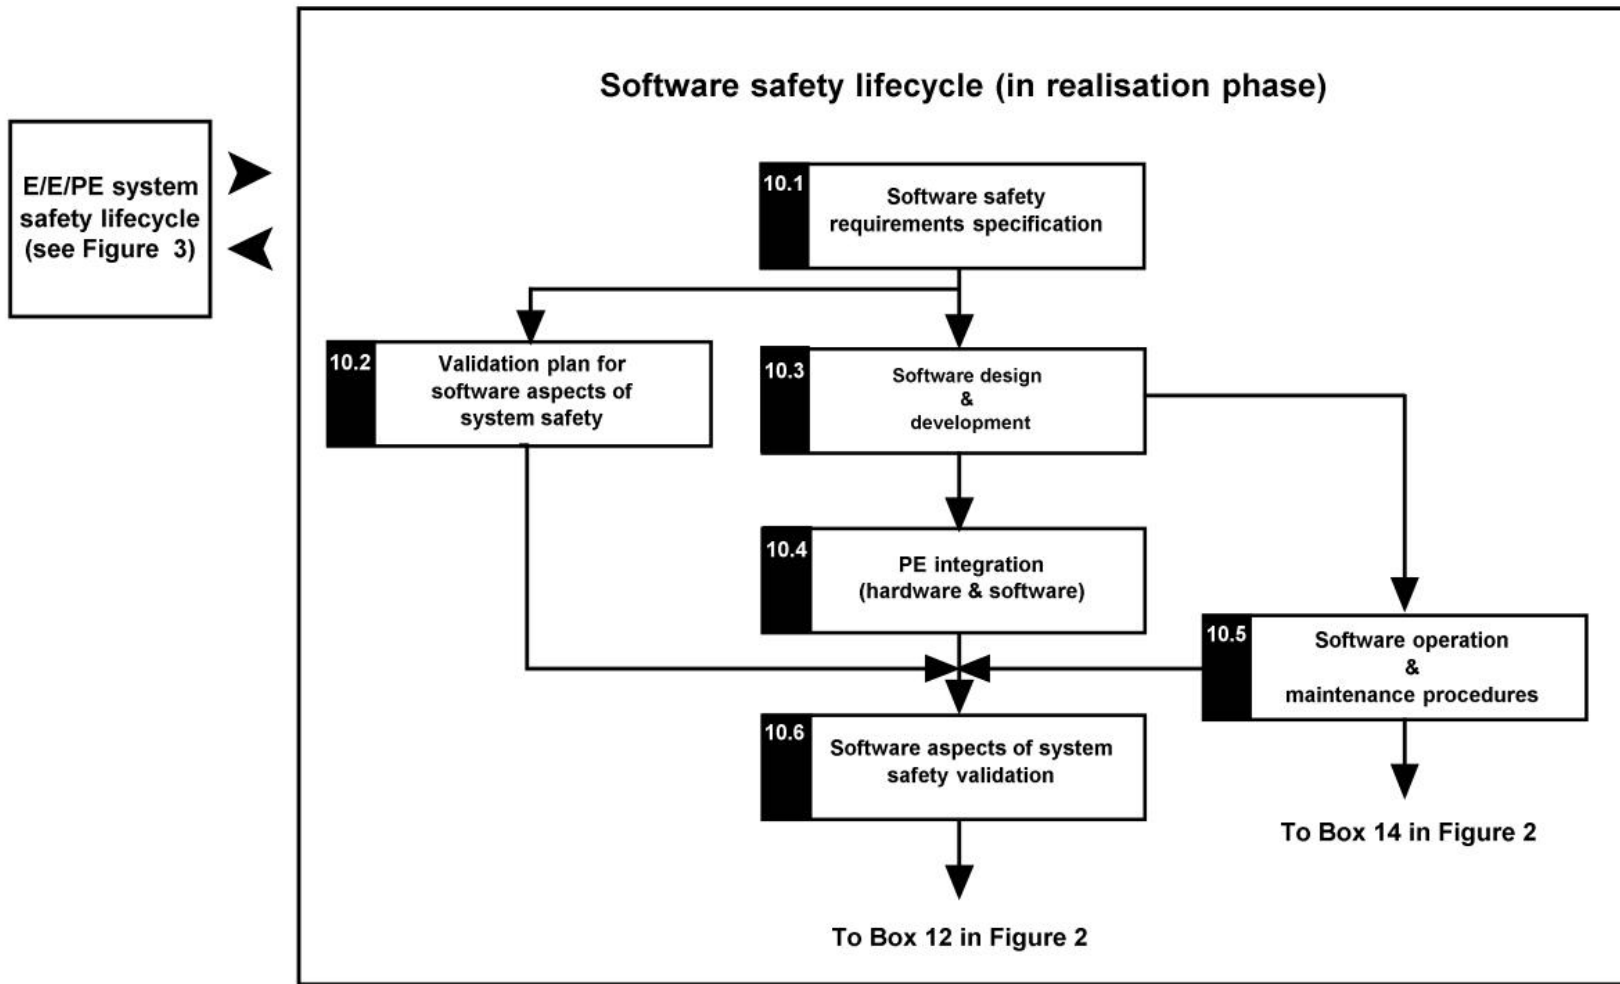 Software safety lifecycle (in realisation phase)
E/E/PE system
safety lifecycle
(see Figure 3)
10.1
Software safety
requirements specification
10.2
Validation plan for
software aspects of
system safety
10.3
Software design
&
development
10.4
PE integration
(hardware & software)
10.5
Software operation
&
maintenance procedures
10.6
Software aspects of system
safety validation
To Box 14 in Figure 2
To Box 12 in Figure 2